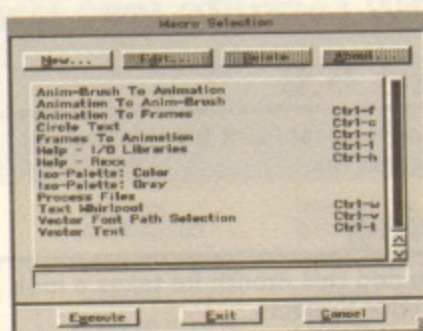 Macro Selection
New... Edit... Delete About...
Anim-Brush To Animation
Animation To Anim-Brush
Animation To Frames Ctrl-f
Circle Text Ctrl-c
Frames To Animation Ctrl-r
Help - I/O Libraries Ctrl-l
Help - Rexx Ctrl-h
Iso-Palette: Color
Iso-Palette: Gray
Process Files
Text Whirlpool Ctrl-w
Vector Font Path Selection Ctrl-v
Vector Text Ctrl-t
Execute Exit Cancel